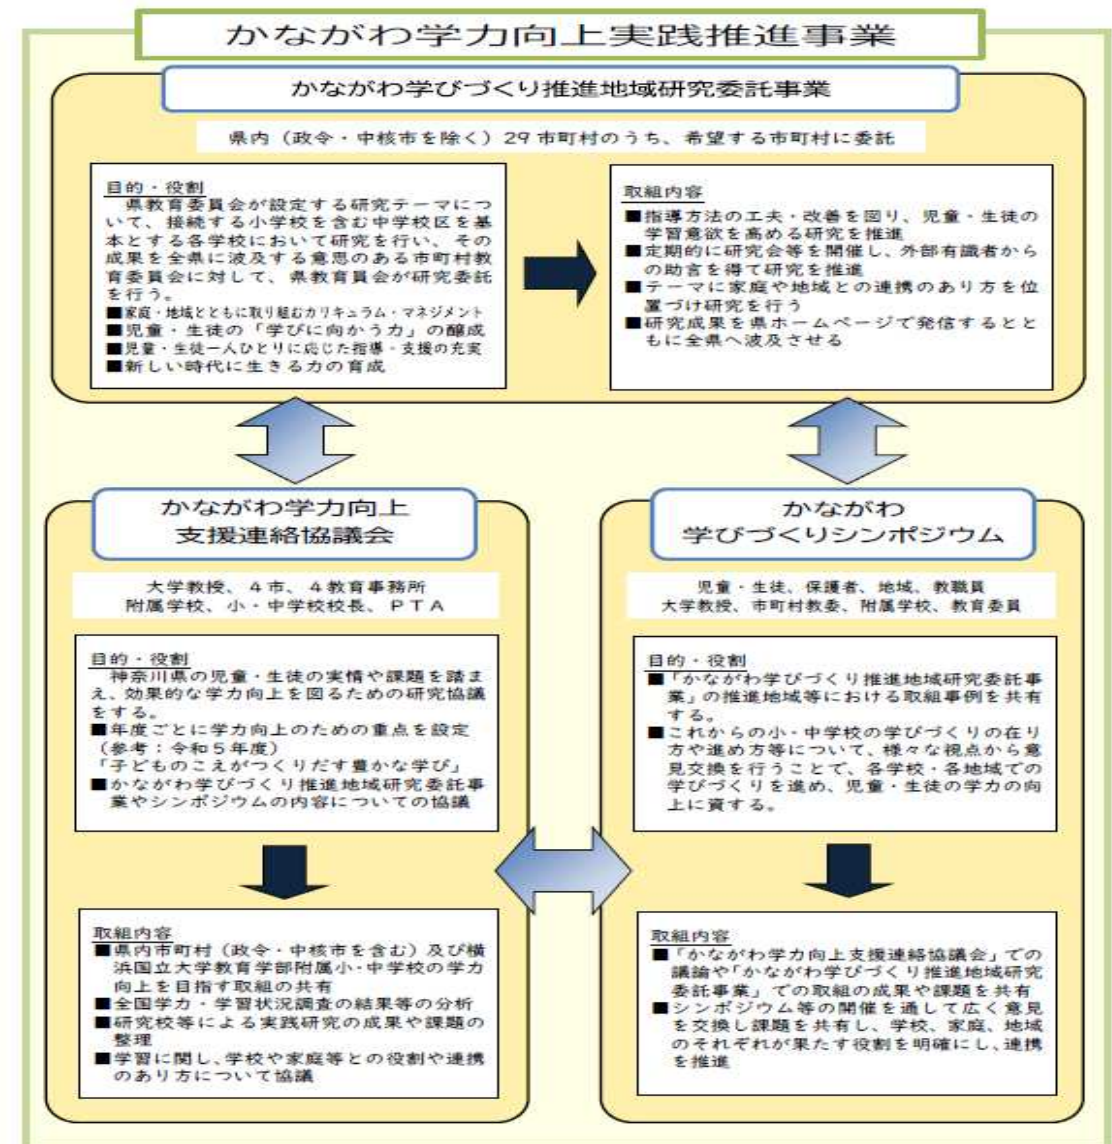 かながわ学力向上実践推進事業
かながわ学びづくり推進地域研究委託事業
県内（政令・中核市を除く）29市町村のうち、希望する市町村に委託
目的・役割
県教育委員会が設定する研究テーマにつ
いて、接続する小学校を含む中学校区を基
本とする各学校において研究を行い、その
成果を全県に波及する意思のある市町村教
育委員会に対して、県教育員会が研究委託
を行う。
■家庭・地域とともに取り組むカリキュラム・マネジメント
■児童・生徒の「学びに向かう力」の醸成
■児童・生徒一人ひとりに応じた指導・支援の充実
■新しい時代に生きる力の育成
取組内容
■指導方法の工夫・改善を図り、児童・生徒の
学習意欲を高める研究を推進
■定期的に研究会等を開催し、外部有識者から
の助言を得て研究を推進
■テーマに家庭や地域との連携のあり方を位
置づけ研究を行う
■研究成果を県ホームページで発信するとと
もに全県へ波及させる
かながわ学力向上
支援連絡協議会
大学教授、４市、４教育事務所
附属学校、小・中学校校長、ＰＴＡ
目的・役割
神奈川県の児童・生徒の実情や課題を踏ま
え、効果的な学力向上を図るための研究協議
をする。
■年度ごとに学力向上のための重点を設定
（参考：令和５年度）
「子どものこえがつくりだす豊かな学び」
■かながわ学びづくり推進地域研究委託事
業やシンポジウムの内容についての協議
取組内容
■県内市町村（政令・中核市を含む）及び横
浜国立大学教育学部附属小・中学校の学力
向上を目指す取組の共有
■全国学力・学習状況調査の結果等の分析
■研究校等による実践研究の成果や課題の
整理
■学習に関し、学校や家庭等との役割や連携
のあり方について協議
かながわ
学びづくりシンポジウム
児童・生徒、保護者、地域、教職員
大学教授、市町村教委、附属学校、教育委員
目的・役割
■「かながわ学びづくり推進地域研究委託事
業」の推進地域等における取組事例を共有
する。
■これからの小・中学校の学びづくりの在り
方や進め方等について、様々な視点から意
見交換を行うことで、各学校・各地域での
学びづくりを進め、児童・生徒の学力の向
上に資する。
取組内容
■「かながわ学力向上支援連絡協議会」での
議論や「かながわ学びづくり推進地域研究
委託事業」での取組の成果や課題を共有
■シンポジウム等の開催を通して広く意見
を交換し課題を共有し、学校、家庭、地域
のそれぞれが果たす役割を明確にし、連携
を推進